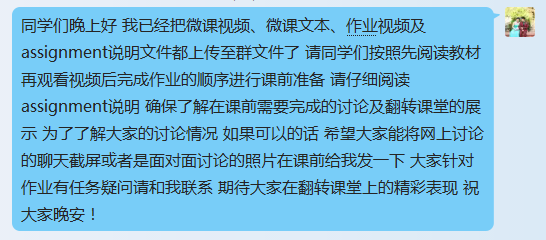 同学们晚上好 我已经把微课视频、微课文本、作业视频及
assignment说明文件都上传至群文件了 请同学们按照先阅读教材
再观看视频后完成作业的顺序进行课前准备 请仔细阅读
assignment说明 确保了解在课前需要完成的讨论及翻转课堂的展
示 为了了解大家的讨论情况 如果可以的话 希望大家能将网上讨论
的聊天截屏或者是面对面讨论的照片在课前给我发一下 大家针对
作业有任务疑问请和我联系 期待大家在翻转课堂上的精彩表现 祝
大家晚安！